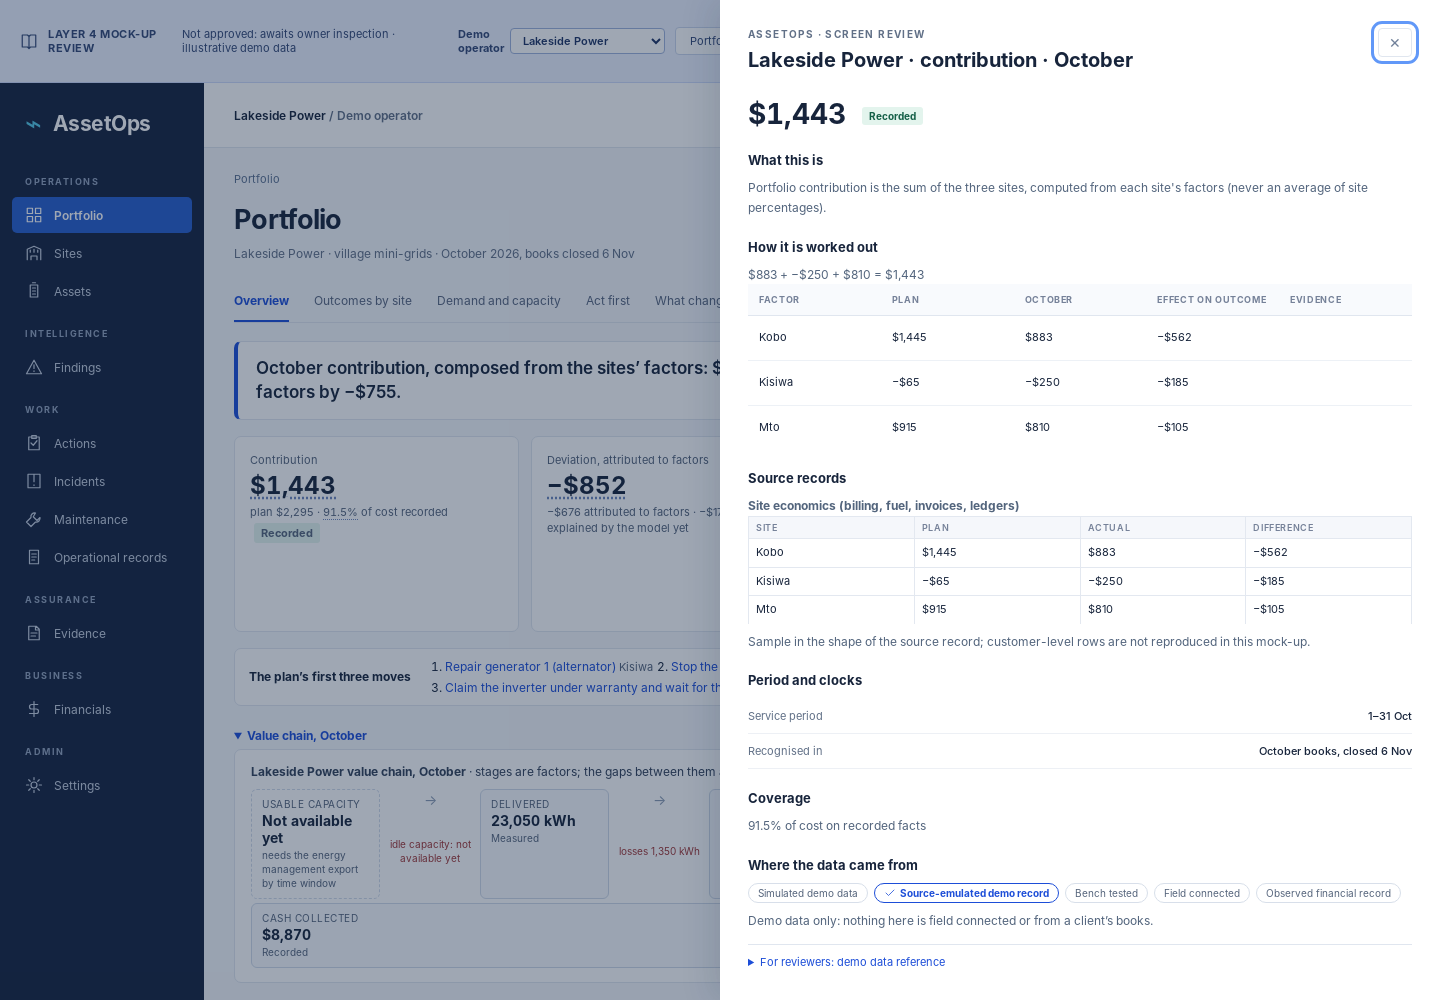 LAYER 4 MOCK-UP
REVIEW
Not approved: awaits owner inspection ·
illustrative demo data
Demo
operator
Lakeside Power
AssetOps
OPERATIONS
Portfolio
Sites
Assets
INTELLIGENCE
Findings
WORK
Actions
Incidents
Maintenance
Operational records
ASSURANCE
Evidence
BUSINESS
Financials
ADMIN
Settings
Lakeside Power / Demo operator
Portfolio
Portfolio
Lakeside Power · village mini-grids · October 2026, books closed 6 Nov
Overview Outcomes by site Demand and capacity Act first What
October contribution, composed from the sites’ factors:
factors by −$755.
Contribution
$1,443
plan $2,295 · 91.5% of cost recorded
Recorded
Deviation, attributed to factors
−$852
−$676 attributed to factors ·
explained by the model yet
The plan’s first three moves
1. Repair generator 1 (alternator) Kisiwa 2. Stop the
3. Claim the inverter under warranty and wait for
▼ Value chain, October
Lakeside Power value chain, October · stages are factors; the gaps between them
USABLE CAPACITY
Not available
yet
needs the energy
management export
by time window
→
idle capacity: not
available yet
DELIVERED
23,050 kWh
Measured
→
losses 1,350 kWh
CASH COLLECTED
$8,870
Recorded
ASSETOPS · SCREEN REVIEW
Lakeside Power · contribution · October
×
$1,443 Recorded
What this is
Portfolio contribution is the sum of the three sites, computed from each site's factors (never an average of site
percentages).
How it is worked out
$883 + −$250 + $810 = $1,443
FACTOR PLAN OCTOBER EFFECT ON OUTCOME EVIDENCE
Kobo $1,445 $883 −$562
Kisiwa −$65 −$250 −$185
Mto $915 $810 −$105
Source records
Site economics (billing, fuel, invoices, ledgers)
SITE PLAN ACTUAL DIFFERENCE
Kobo $1,445 $883 −$562
Kisiwa −$65 −$250 −$185
Mto $915 $810 −$105
Sample in the shape of the source record; customer-level rows are not reproduced in this mock-up.
Period and clocks
Service period 1–31 Oct
Recognised in October books, closed 6 Nov
Coverage
91.5% of cost on recorded facts
Where the data came from
Simulated demo data ✓ Source-emulated demo record Bench tested Field connected Observed financial record
Demo data only: nothing here is field connected or from a client’s books.
▶ For reviewers: demo data reference